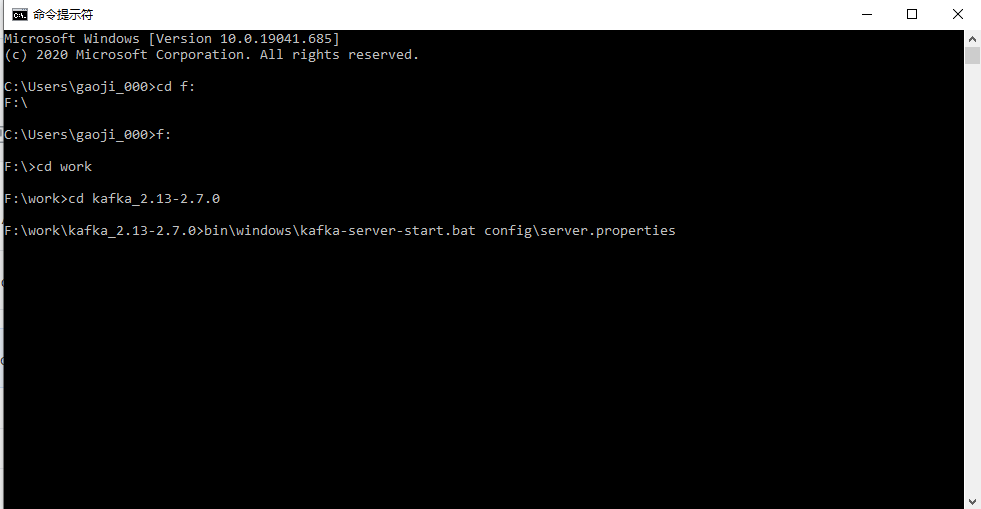 命令提示符
Microsoft Windows [Version 10.0.19041.685]
(c) 2020 Microsoft Corporation. All rights reserved.
C:\Users\gaoji_000>cd f:
F:\
C:\Users\gaoji_000>f:
F:\>cd work
F:\work>cd kafka_2.13-2.7.0
F:\work\kafka_2.13-2.7.0>bin\windows\kafka-server-start.bat config\server.properties